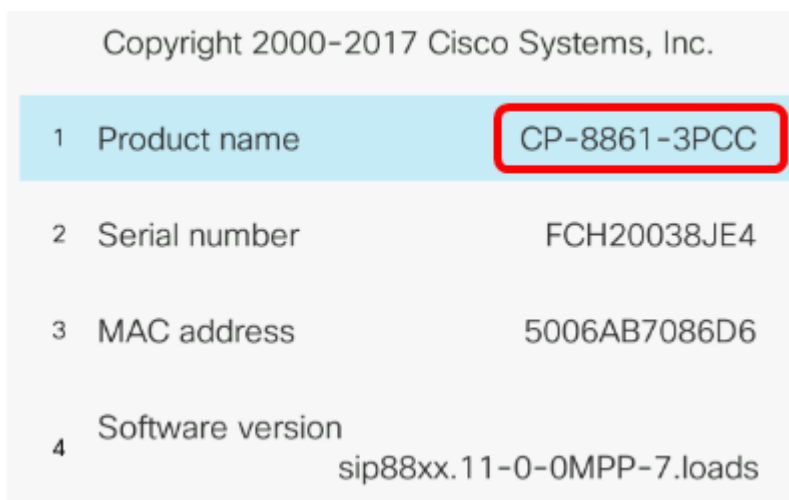 Copyright 2000-2017 Cisco Systems, Inc.
1 Product name CP-8861-3PCC
2 Serial number FCH20038JE4
3 MAC address 5006AB7086D6
4 Software version
sip88xx.11-0-0MPP-7.loads